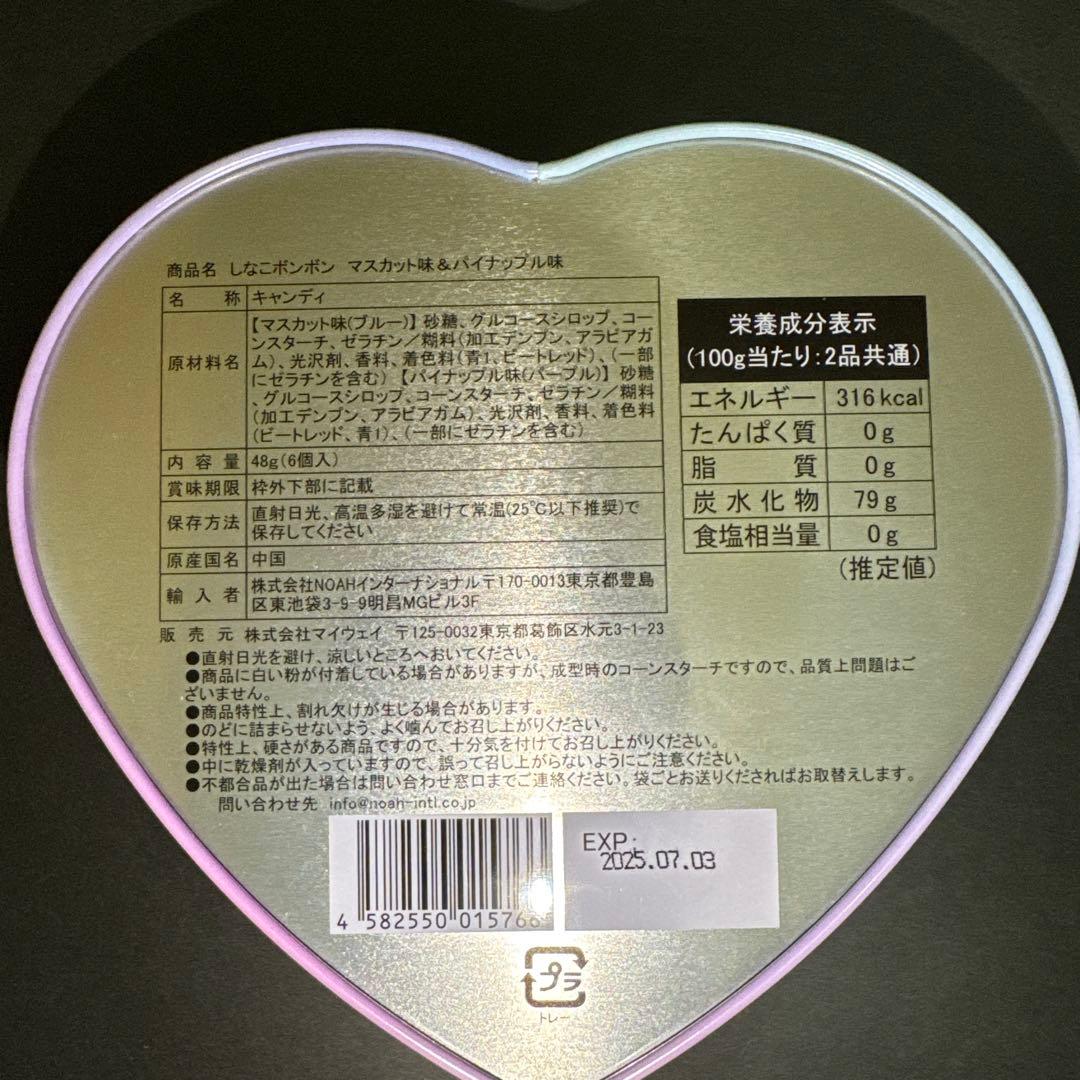 商品名 しなこボンボン マスカット味＆パイナップル味
名称 キャンディ
原材料名 【マスカット味(ブルー)】砂糖、グルコースシロップ、コー
ンスターチ、ゼラチン／糊料(加工デンプン、アラビアガ
ム)、光沢剤、香料、着色料(青1、ビートレッド)、(一部
にゼラチンを含む)【パイナップル味(パープル)】砂糖
、グルコースシロップ、コーンスターチ、ゼラチン／糊料
(加工デンプン、アラビアガム)、光沢剤、香料、着色料
(ビートレッド、青1)、(一部にゼラチンを含む)
内容量 48g(6個入)
賞味期限 枠外下部に記載
保存方法 直射日光、高温多湿を避けて常温(25℃以下推奨)で
保存してください
原産国名 中国
輸入者 株式会社NOAHインターナショナル〒170-0013東京都豊島
区東池袋3-9-9明昌MGビル3F
販売元 株式会社マイウェイ 〒125-0032東京都葛飾区水元3-1-23
栄養成分表示
(100g当たり：2品共通)
エネルギー 316kcal
たんぱく質 0g
脂質 0g
炭水化物 79g
食塩相当量 0g
(推定値)
●直射日光を避け、涼しいところへおいてください。
●商品に白い粉が付着している場合がありますが、成型時のコーンスターチですので、品質上問題はご
ざいません。
●商品特性上、割れ欠けが生じる場合があります。
●のどに詰まらせないよう、よく噛んでお召し上がりください。
●特性上、硬さがある商品ですので、十分気を付けてお召し上がりください。
●中に乾燥剤が入っていますので、誤って召し上がらないようにご注意ください。
●不都合品が出た場合は問い合わせ窓口までご連絡ください。袋ごとお送りくださればお取替えします。
問い合わせ先 info@noah-intl.co.jp
4 582550 015766
EXP.:
2025.07.03
プラ
トレー